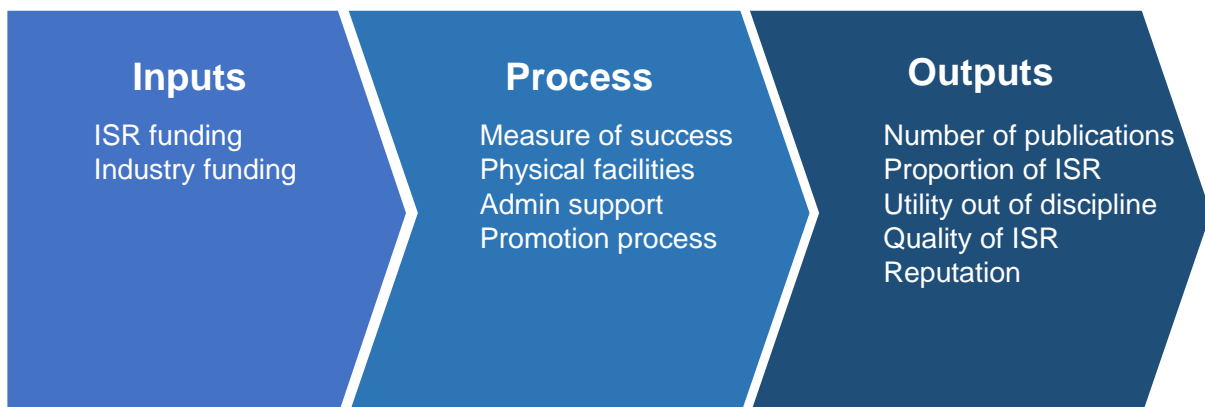 Inputs
ISR funding
Industry funding
Process
Measure of success
Physical facilities
Admin support
Promotion process
Outputs
Number of publications
Proportion of ISR
Utility out of discipline
Quality of ISR
Reputation